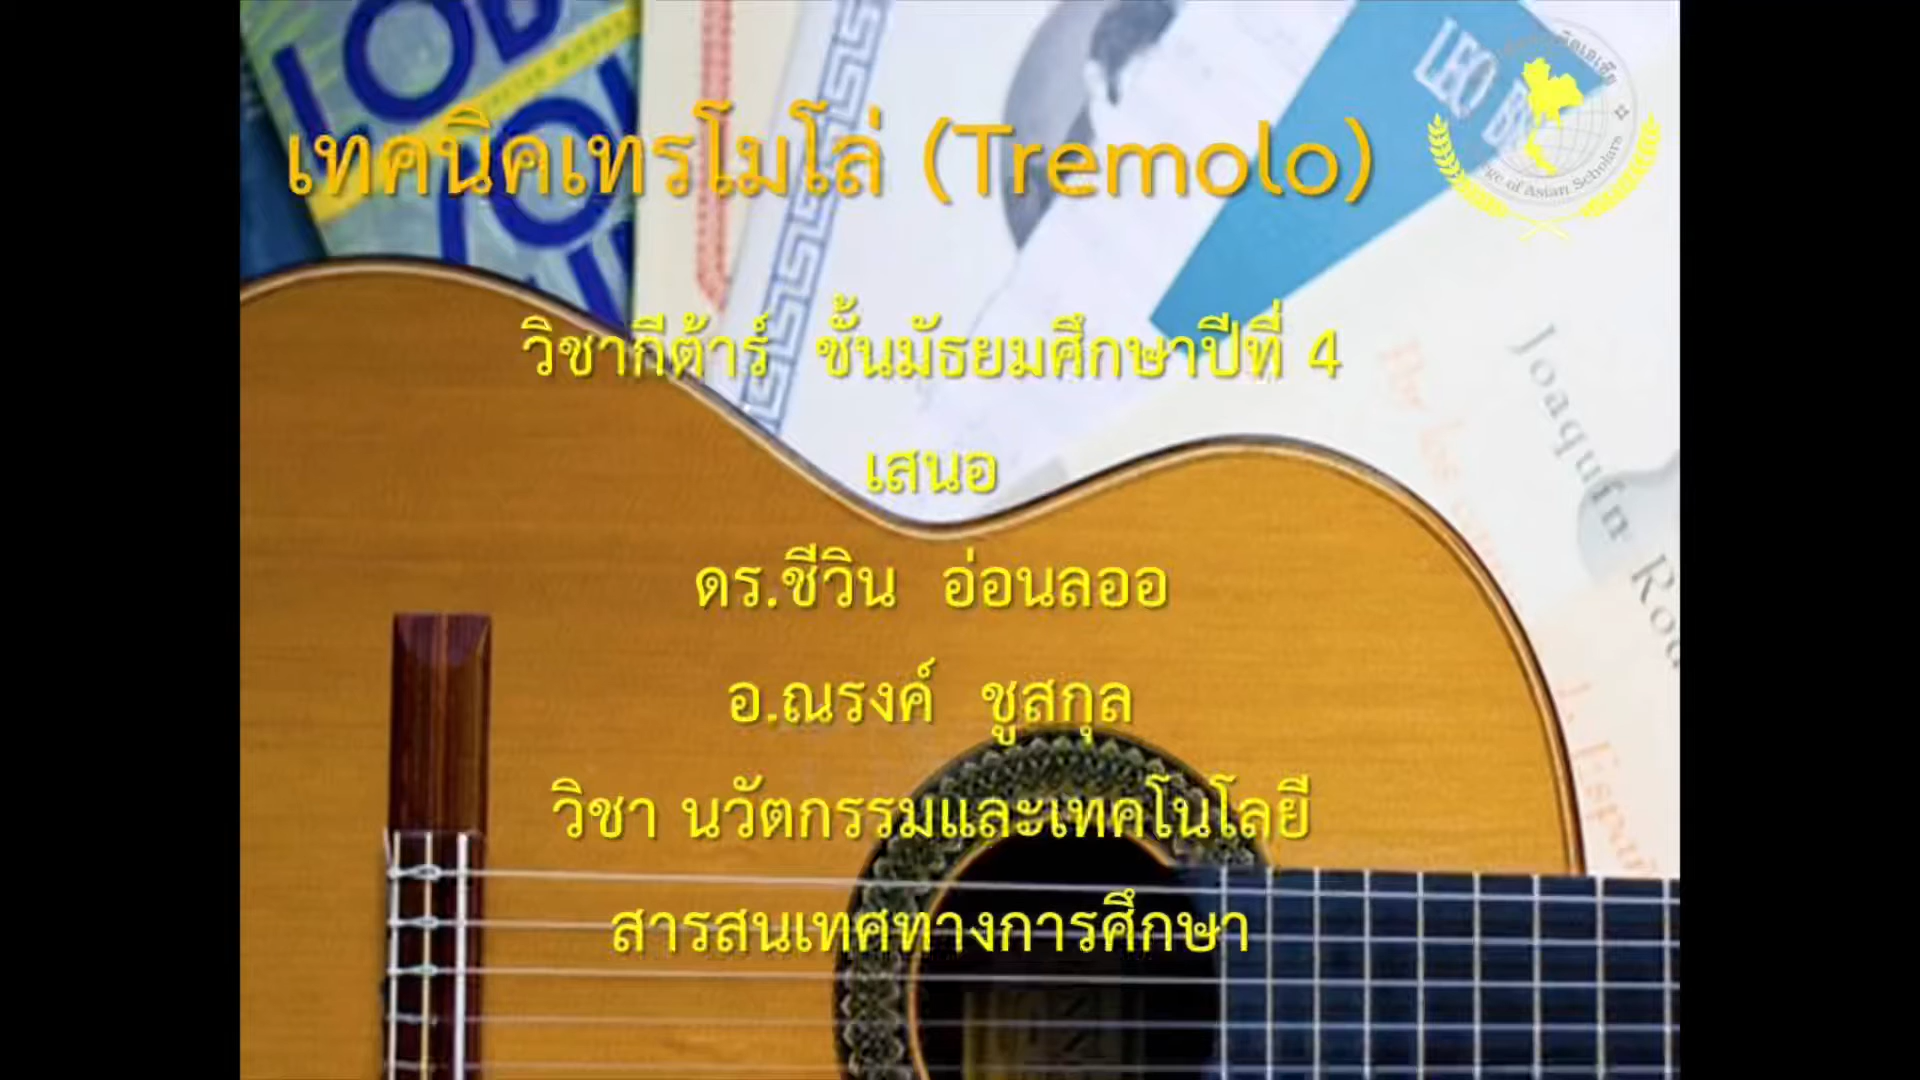 เทคนิคเทรโมโล่ (Tremolo)
วิชากีต้าร์ ชั้นมัธยมศึกษาปีที่ 4
เสนอ
ดร.ชีวิน อ่อนลออ
อ.ณรงค์ ชูสกุล
วิชา นวัตกรรมและเทคโนโลยี
สารสนเทศทางการศึกษา
LEO
of Asian Scholars
Joaquín